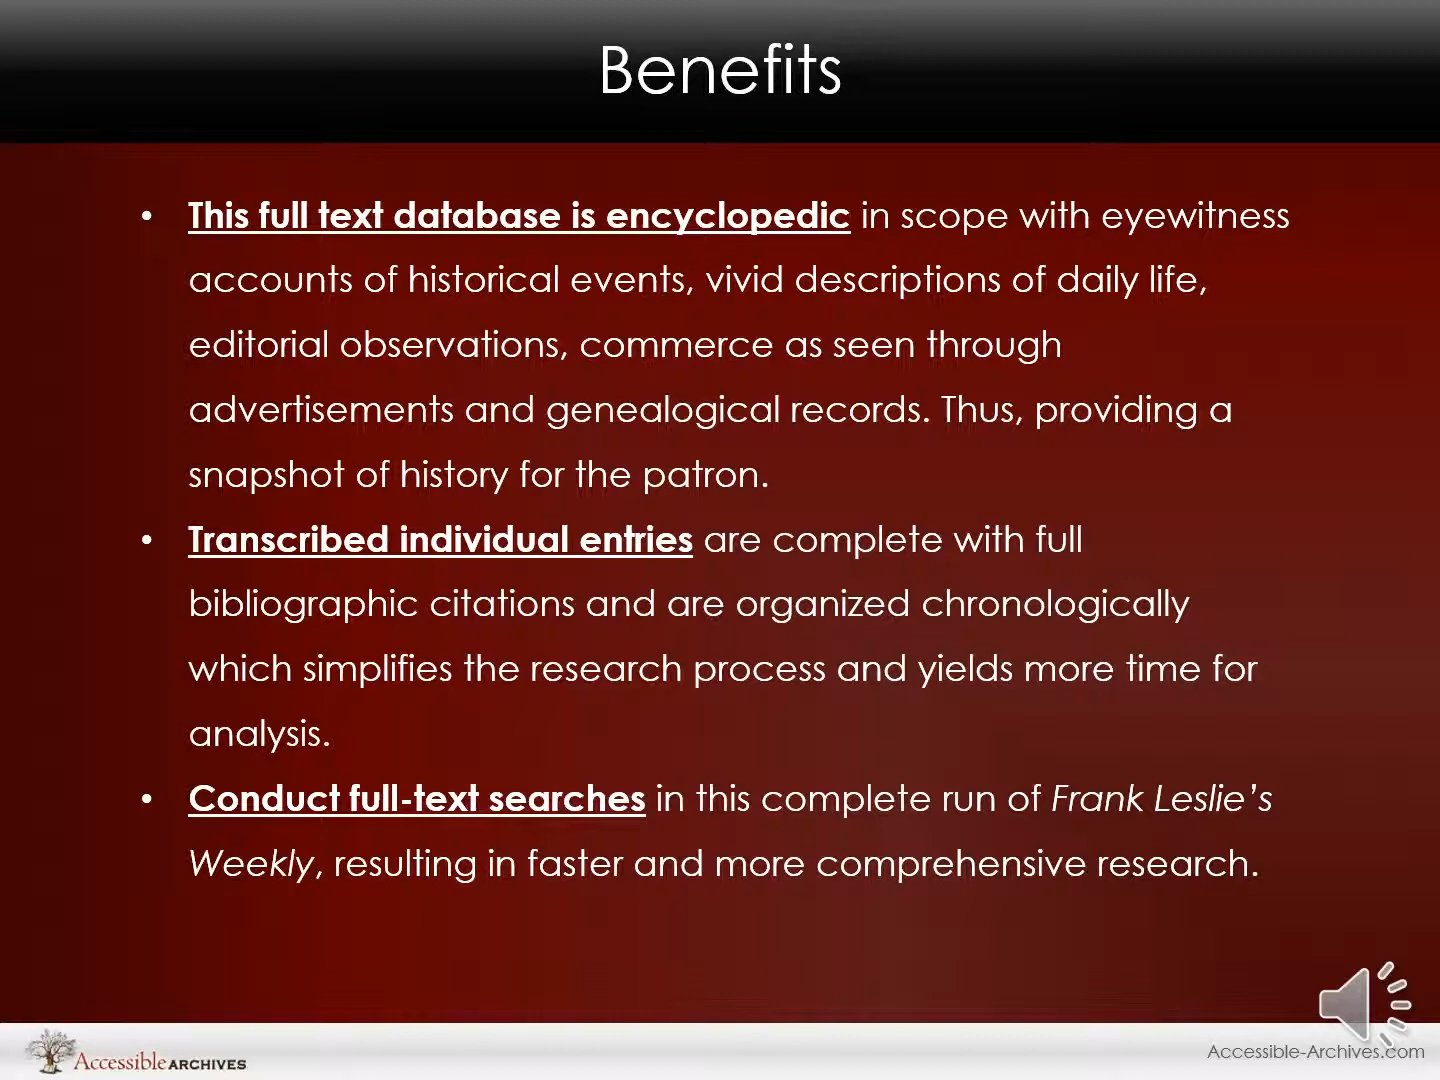 Benefits
• This full text database is encyclopedic in scope with eyewitness
accounts of historical events, vivid descriptions of daily life,
editorial observations, commerce as seen through
advertisements and genealogical records. Thus, providing a
snapshot of history for the patron.
• Transcribed individual entries are complete with full
bibliographic citations and are organized chronologically
which simplifies the research process and yields more time for
analysis.
• Conduct full-text searches in this complete run of Frank Leslie’s
Weekly, resulting in faster and more comprehensive research.
Accessible ARCHIVES
Accessible-Archives.com